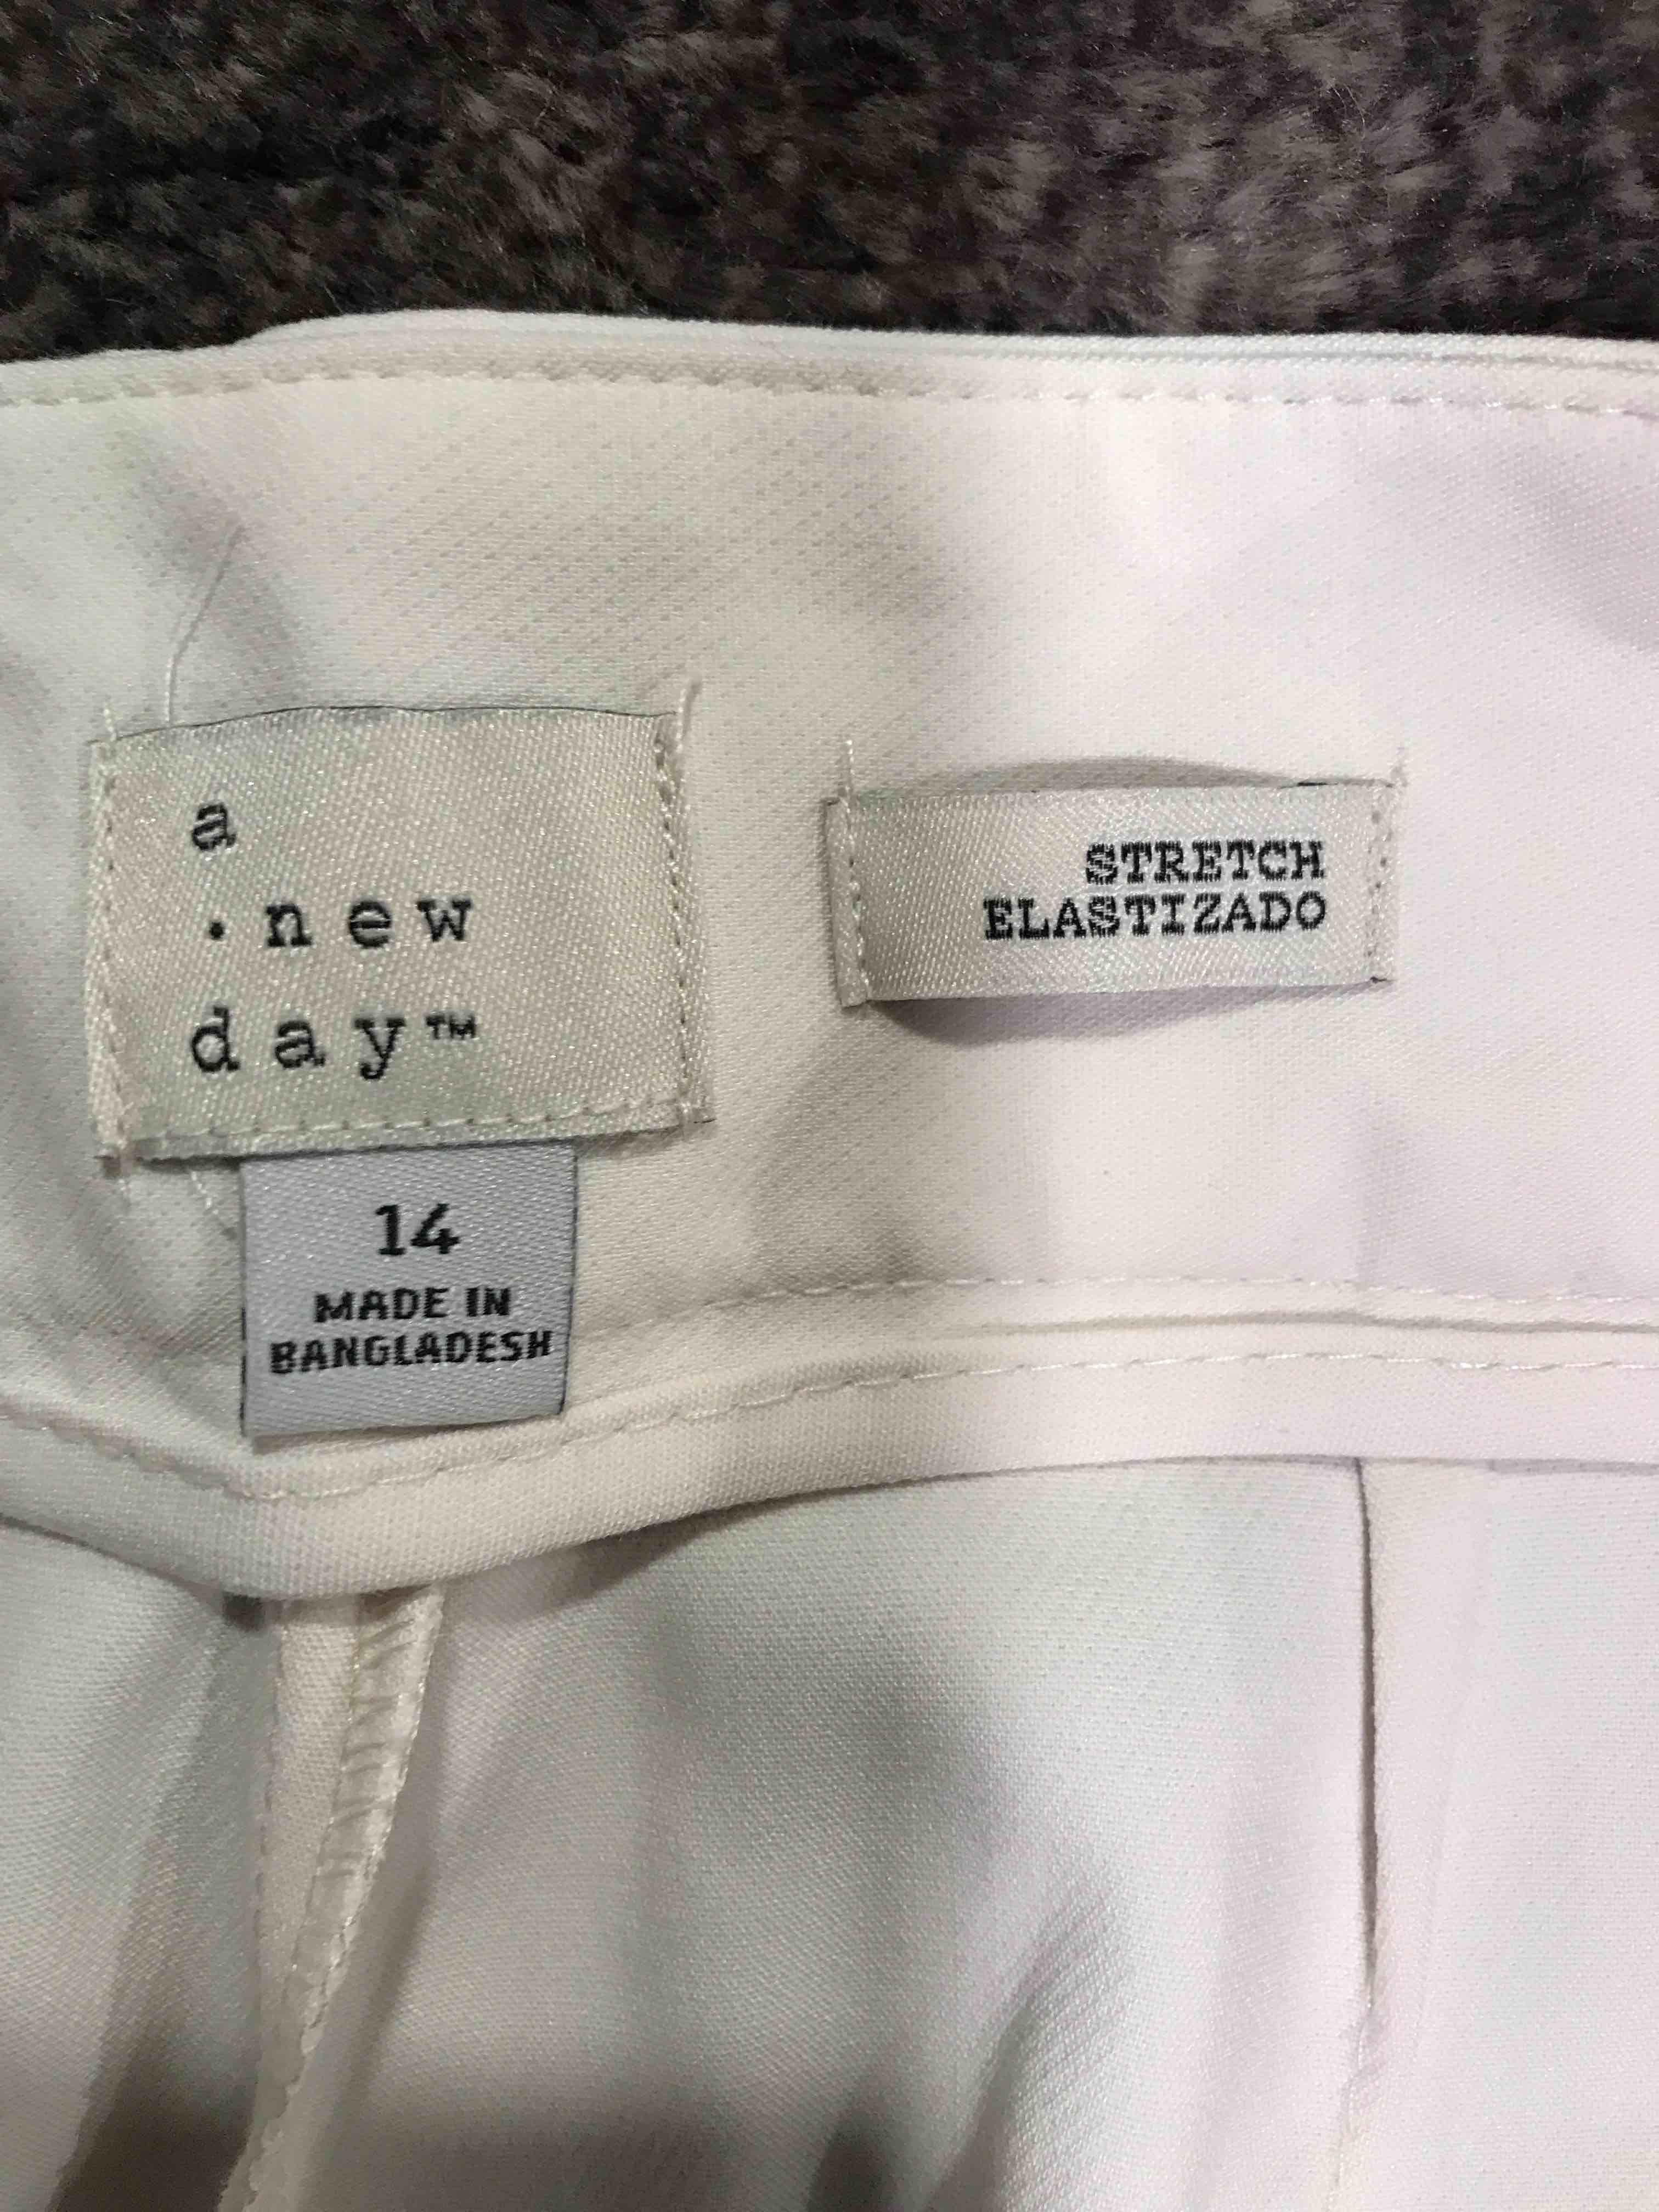 a
·new
day™
14
MADE IN
BANGLADESH
STRETCH
ELASTIZADO